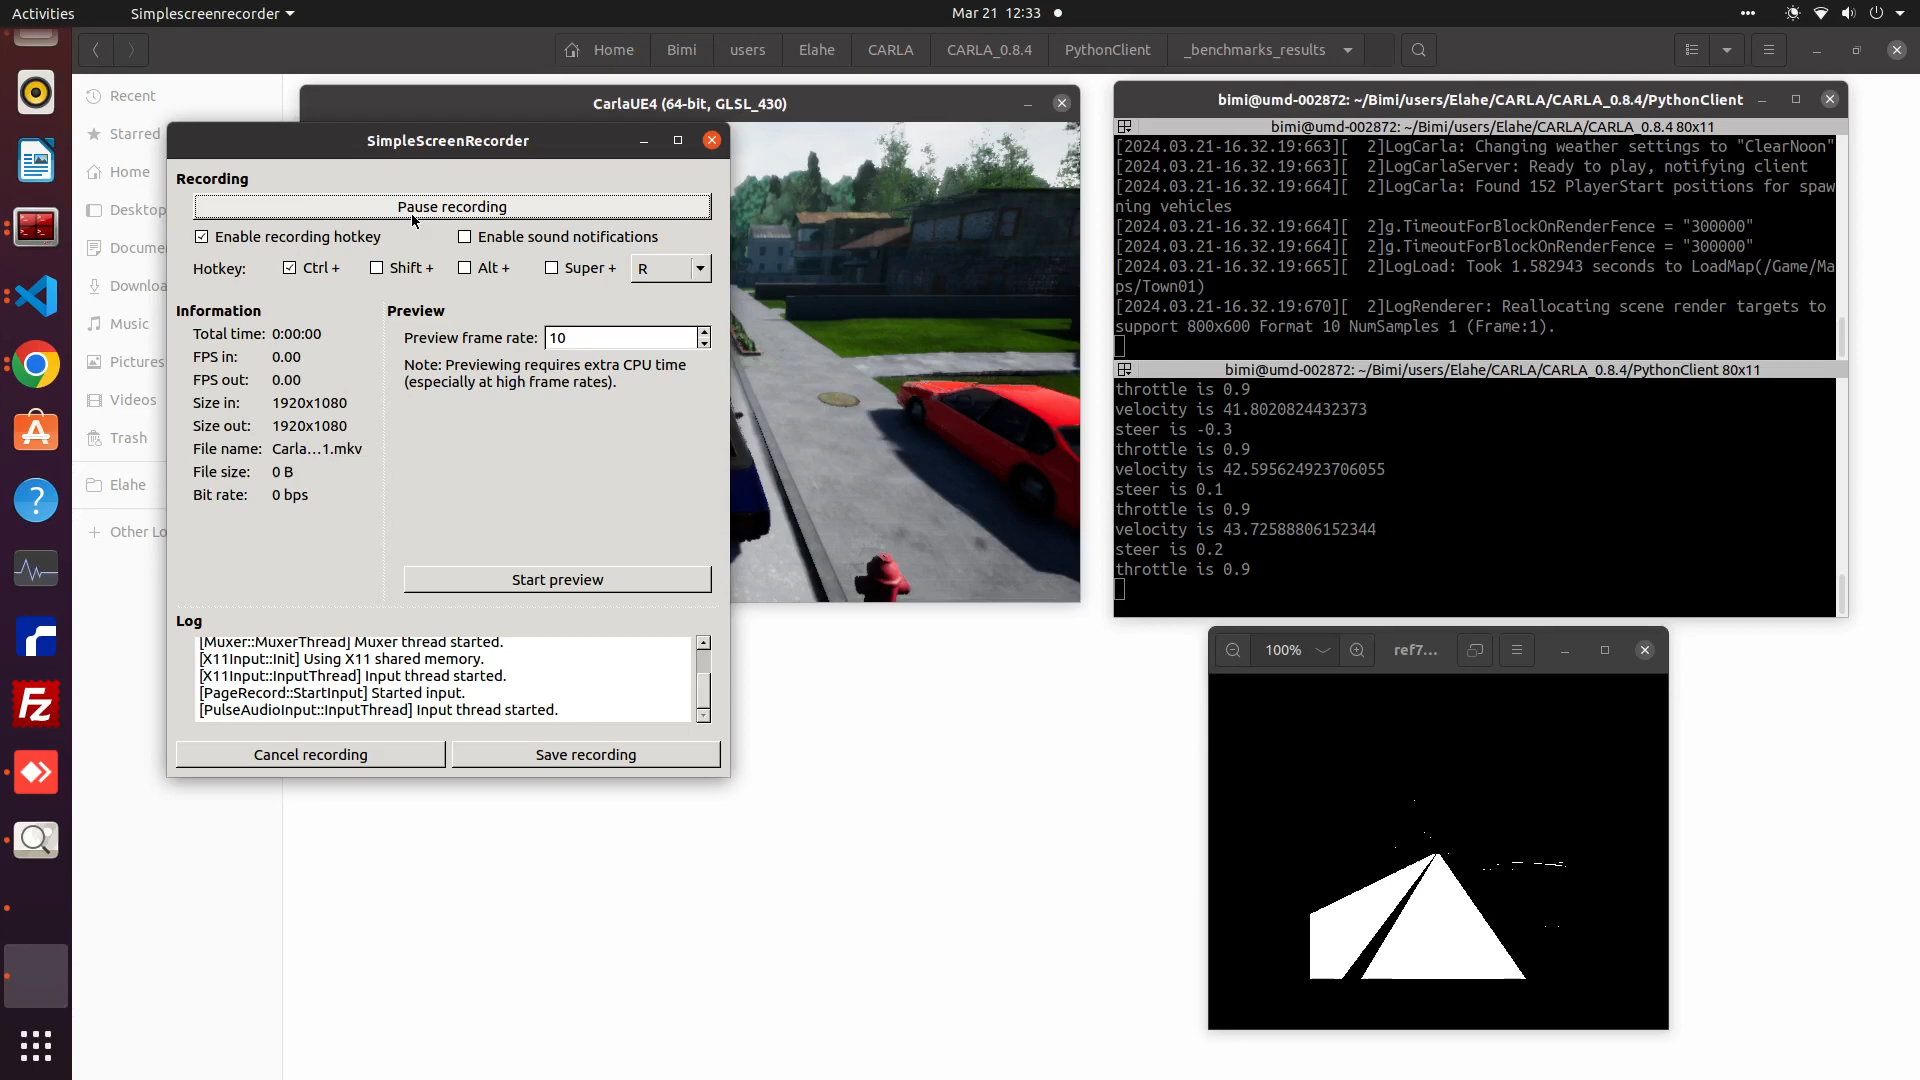 Activities
Simplescreenrecorder
Mar 21 12:33
Home
Bimi
users
Elahe
CARLA
CARLA_0.8.4
PythonClient
_benchmarks_results
Recent
Starred
Home
Desktop
Docume
Downloa
Music
Pictures
Videos
Trash
Elahe
+ Other Lo
CarlaUE4 (64-bit, GLSL_430)
SimpleScreenRecorder
Recording
Pause recording
Enable recording hotkey
Enable sound notifications
Hotkey:
Ctrl +
Shift +
Alt +
Super +
R
Information
Total time: 0:00:00
FPS in: 0.00
FPS out: 0.00
Size in: 1920x1080
Size out: 1920x1080
File name: Carla...1.mkv
File size: 0 B
Bit rate: 0 bps
Preview
Preview frame rate: 10
Note: Previewing requires extra CPU time
(especially at high frame rates).
Start preview
Log
[Muxer::MuxerThread] Muxer thread started.
[X11Input::Init] Using X11 shared memory.
[X11Input::InputThread] Input thread started.
[PageRecord::StartInput] Started input.
[PulseAudioInput::InputThread] Input thread started.
Cancel recording
Save recording
bimi@umd-002872: ~/Bimi/users/Elahe/CARLA/CARLA_0.8.4/PythonClient
bimi@umd-002872: ~/Bimi/users/Elahe/CARLA/CARLA_0.8.4 80x11
[2024.03.21-16.32.19:663][  2]LogCarla: Changing weather settings to "ClearNoon"
[2024.03.21-16.32.19:663][  2]LogCarlaServer: Ready to play, notifying client
[2024.03.21-16.32.19:664][  2]LogCarla: Found 152 PlayerStart positions for spaw
ning vehicles
[2024.03.21-16.32.19:664][  2]g.TimeoutForBlockOnRenderFence = "300000"
[2024.03.21-16.32.19:664][  2]g.TimeoutForBlockOnRenderFence = "300000"
[2024.03.21-16.32.19:665][  2]LogLoad: Took 1.582943 seconds to LoadMap(/Game/Ma
ps/Town01)
[2024.03.21-16.32.19:670][  2]LogRenderer: Reallocating scene render targets to
support 800x600 Format 10 NumSamples 1 (Frame:1).
bimi@umd-002872: ~/Bimi/users/Elahe/CARLA/CARLA_0.8.4/PythonClient 80x11
throttle is 0.9
velocity is 41.8020824432373
steer is -0.3
throttle is 0.9
velocity is 42.595624923706055
steer is 0.1
throttle is 0.9
velocity is 43.72588806152344
steer is 0.2
throttle is 0.9
100%
ref7...